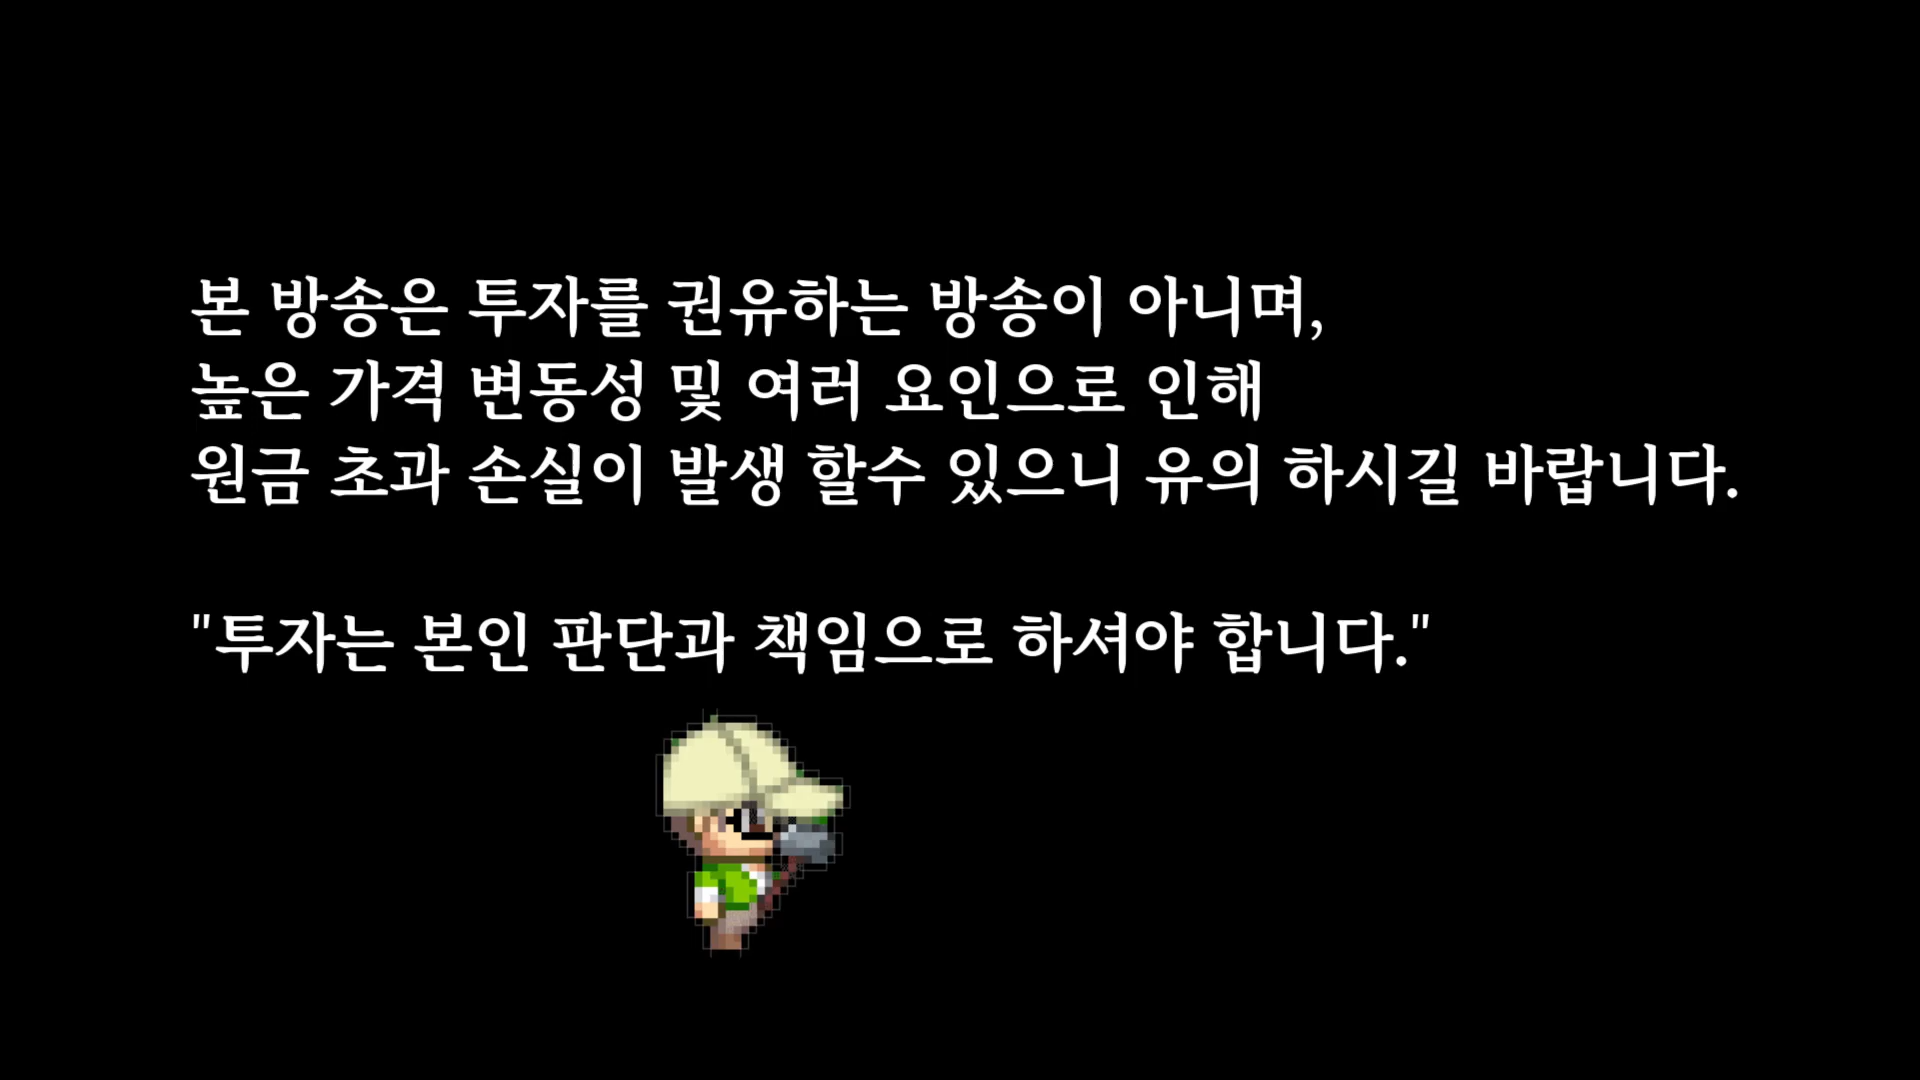 본 방송은 투자를 권유하는 방송이 아니며,
높은 가격 변동성 및 여러 요인으로 인해
원금 초과 손실이 발생 할수 있으니 유의 하시길 바랍니다.
"투자는 본인 판단과 책임으로 하셔야 합니다."